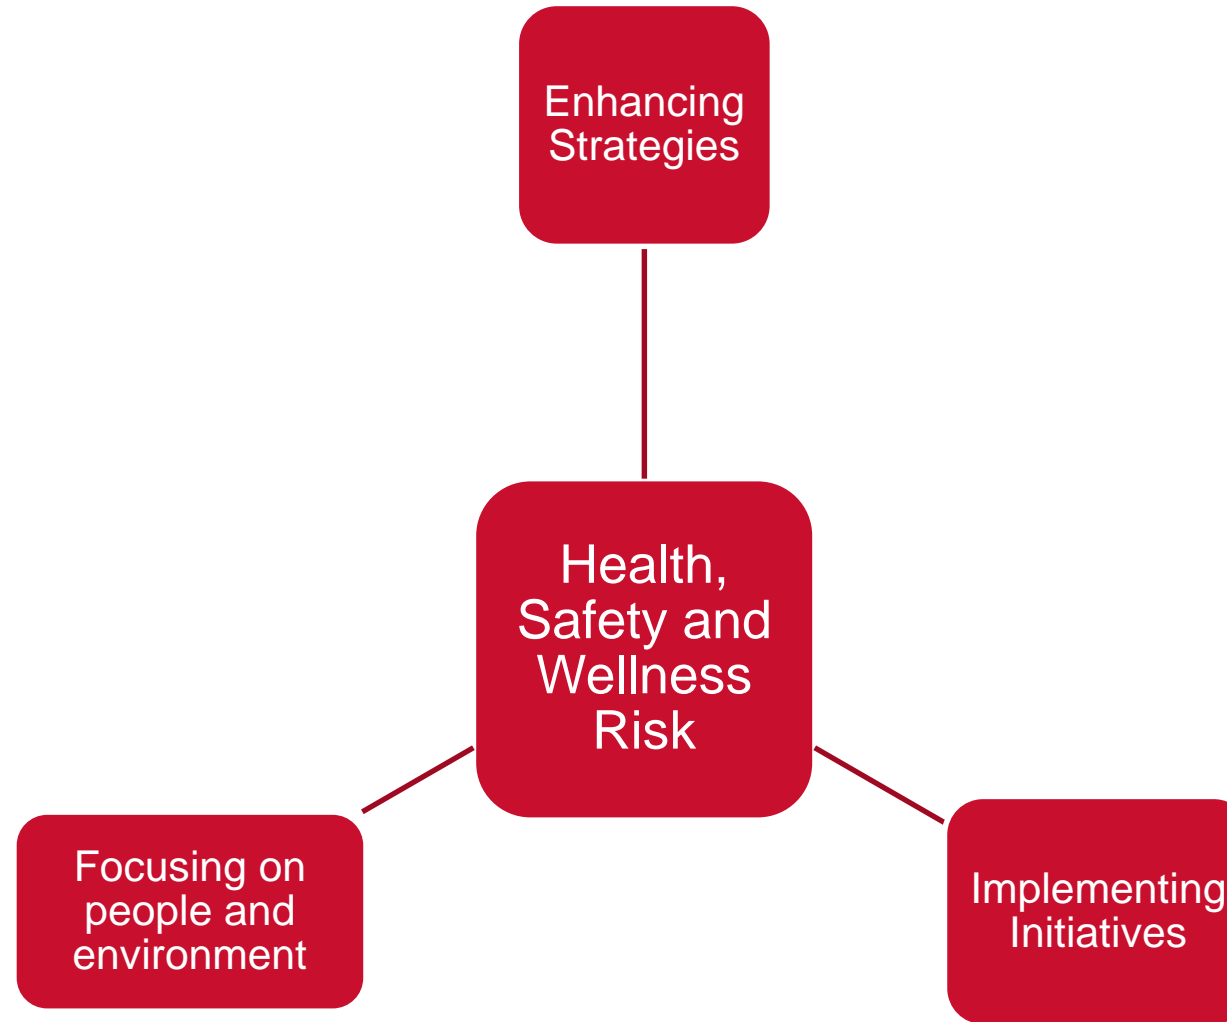 Enhancing
Strategies
Health,
Safety and
Wellness
Risk
Focusing on
people and
environment
Implementing
Initiatives